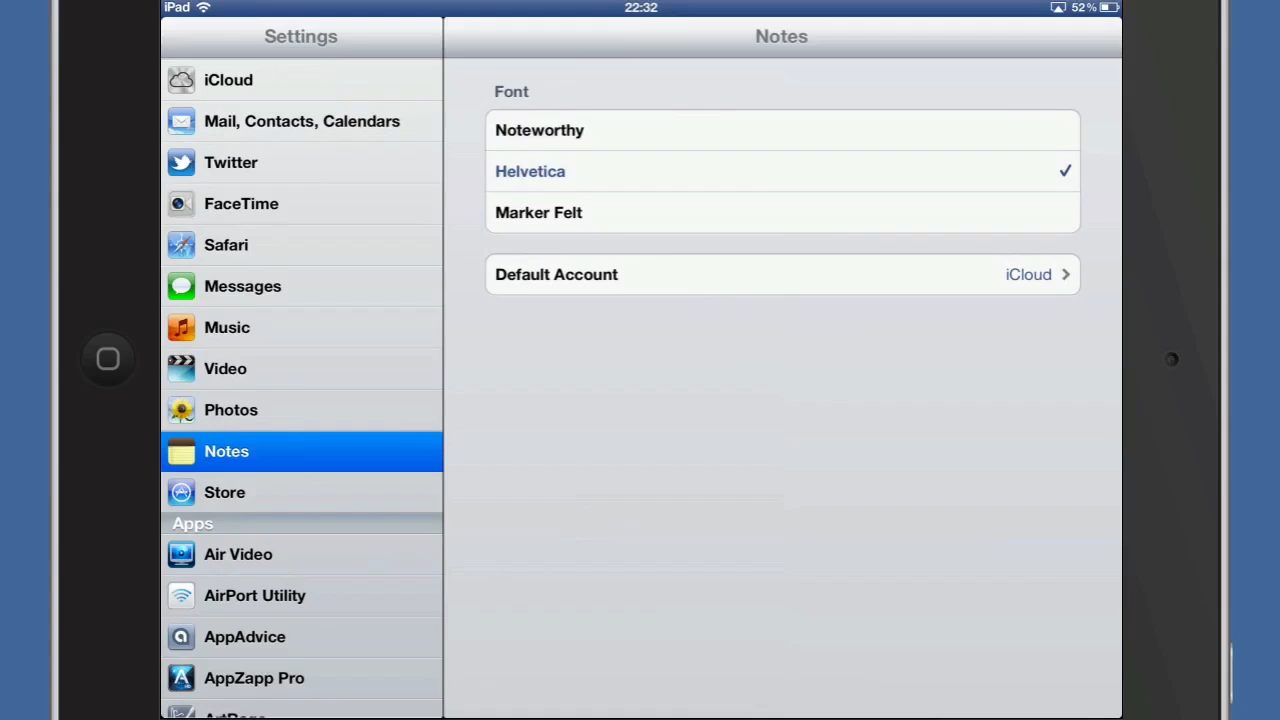 iPad 22:32 52%
Settings
Notes
iCloud
Mail, Contacts, Calendars
Twitter
FaceTime
Safari
Messages
Music
Video
Photos
Notes
Store
Apps
Air Video
AirPort Utility
AppAdvice
AppZapp Pro
Font
Noteworthy
Helvetica
Marker Felt
Default Account iCloud